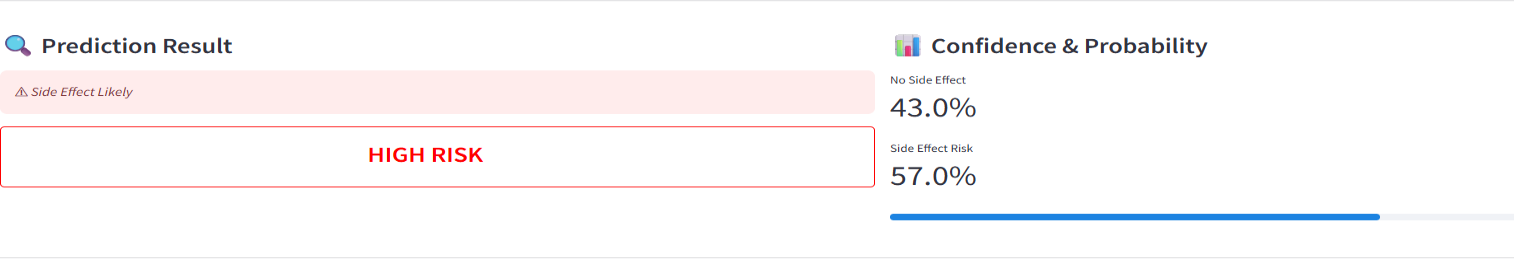 Prediction Result
⚠ Side Effect Likely
HIGH RISK
Confidence & Probability
No Side Effect
43.0%
Side Effect Risk
57.0%